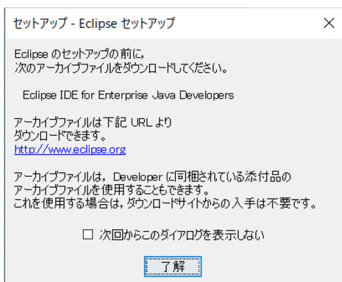 セットアップ - Eclipse セットアップ
Eclipse のセットアップの前に,
次のアーカイブファイルをダウンロードしてください。
Eclipse IDE for Enterprise Java Developers
アーカイブファイルは下記 URL より
ダウンロードできます。
http://www.eclipse.org
アーカイブファイルは, Developer に同梱されている添付品の
アーカイブファイルを使用することもできます。
これを使用する場合は, ダウンロードサイトからの入手は不要です。
次回からこのダイアログを表示しない
了解